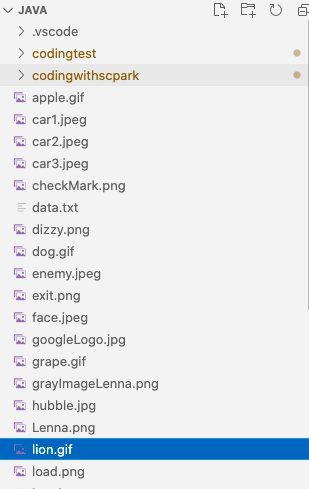 JAVA
.vscode
codingtest
codingwithscpark
apple.gif
car1.jpeg
car2.jpeg
car3.jpeg
checkMark.png
data.txt
dizzy.png
dog.gif
enemy.jpeg
exit.png
face.jpeg
googleLogo.jpg
grape.gif
grayImageLenna.png
hubble.jpg
Lenna.png
lion.gif
load.png